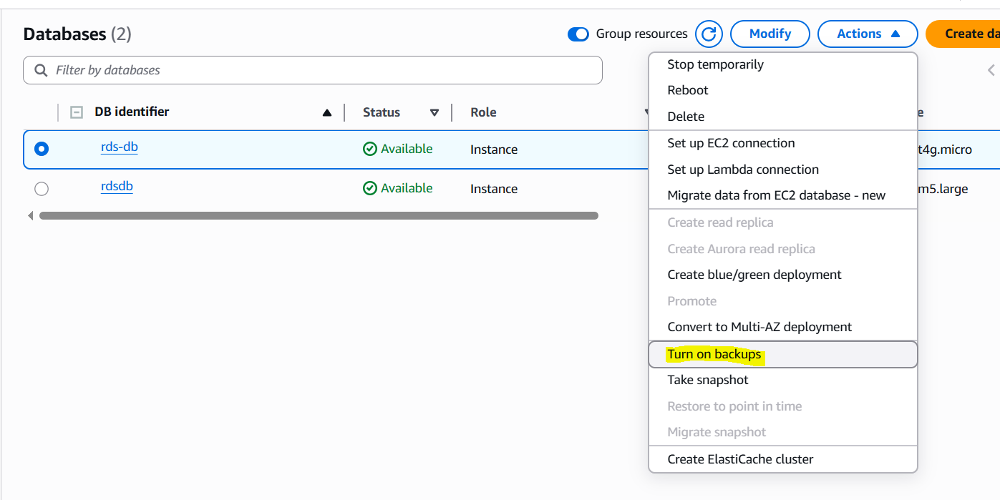 Databases (2)
Group resources
Modify
Actions
Create da
Filter by databases
DB identifier
Status
Role
e
rds-db
Available
Instance
t4g.micro
rdsdb
Available
Instance
m5.large
Stop temporarily
Reboot
Delete
Set up EC2 connection
Set up Lambda connection
Migrate data from EC2 database - new
Create read replica
Create Aurora read replica
Create blue/green deployment
Promote
Convert to Multi-AZ deployment
Turn on backups
Take snapshot
Restore to point in time
Migrate snapshot
Create ElastiCache cluster